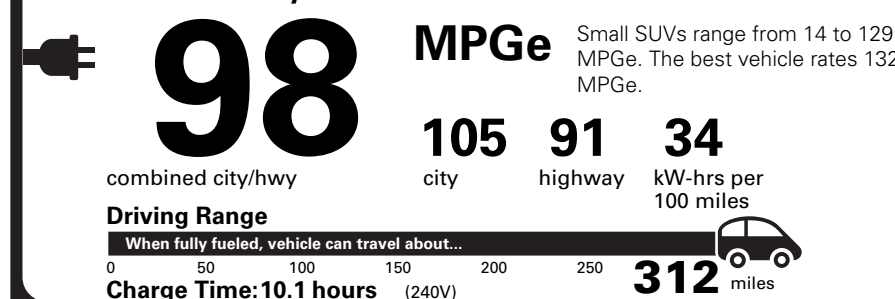 98
MPGe
Small SUVs range from 14 to 129
MPGe. The best vehicle rates 132
MPGe.
105 91 34
combined city/hwy city highway kW-hrs per
100 miles
Driving Range
When fully fueled, vehicle can travel about...
0 50 100 150 200 250 312 miles
Charge Time: 10.1 hours (240V)